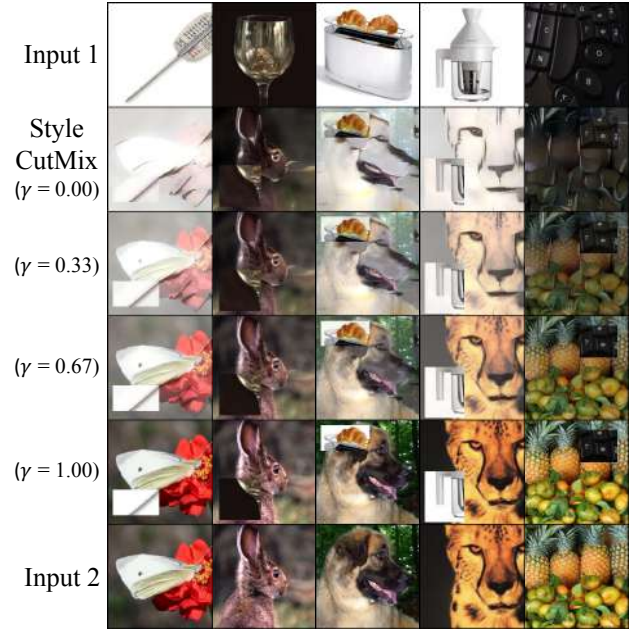 Input 1
Style
CutMix
(γ = 0.00)
(γ = 0.33)
(γ = 0.67)
(γ = 1.00)
Input 2